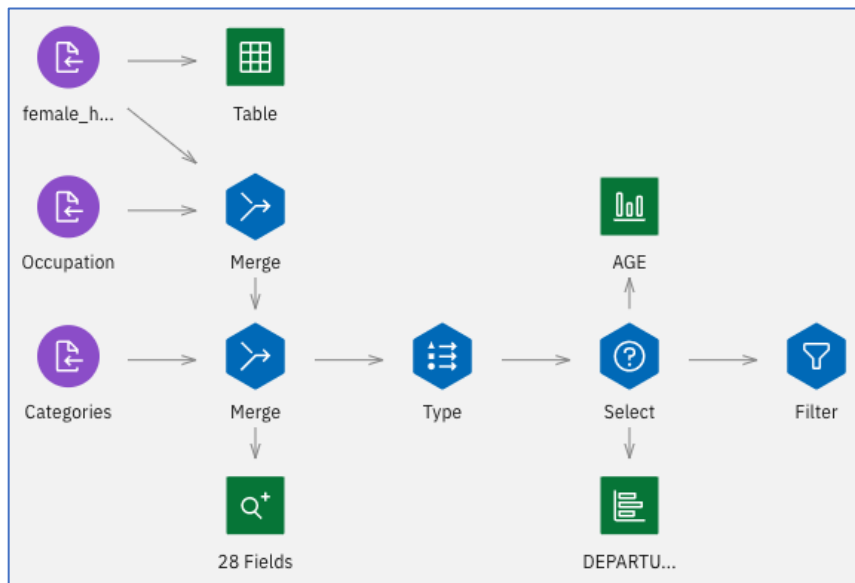 female_h...
Table
Occupation
Merge
AGE
Categories
Merge
Type
Select
Filter
28 Fields
DEPARTU...